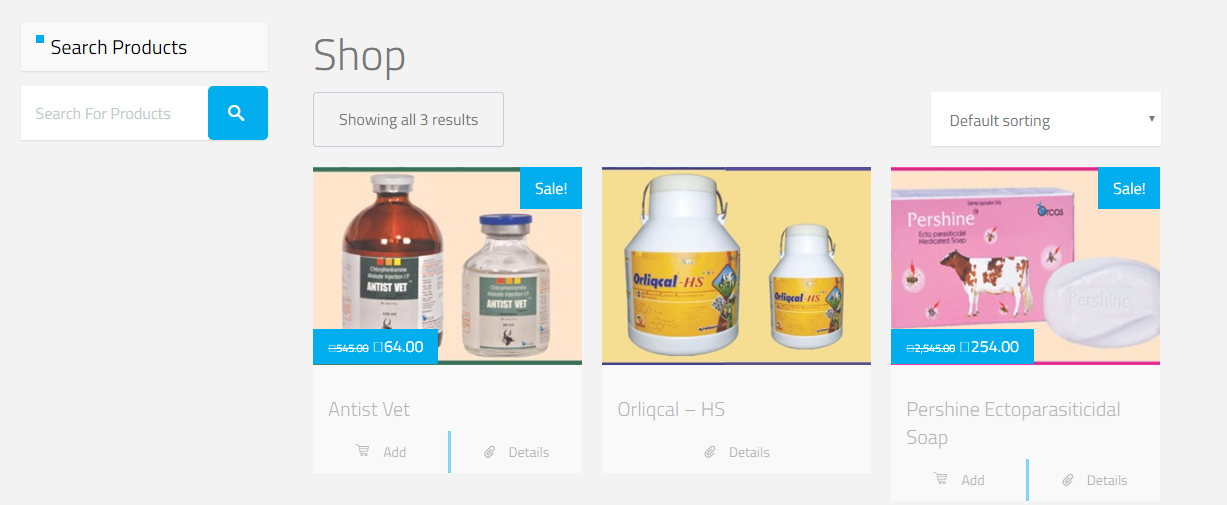 Search Products
Search For Products
Shop
Showing all 3 results
Default sorting
Sale!
Chlorpheniramine
Maleate Injection I.P.
ANTIST VET
Chlorpheniramine
Maleate Injection I.P.
ANTIST VET
□545.00 □64.00
Antist Vet
Add
Details
Orliqcal-HS
Orliqcal-HS
Orliqcal – HS
Details
Sale!
Pershine
Orcas
Ecto parasiticidal
Medicated Soap
Pershine
□2,545.00 □254.00
Pershine Ectoparasiticidal
Soap
Add
Details